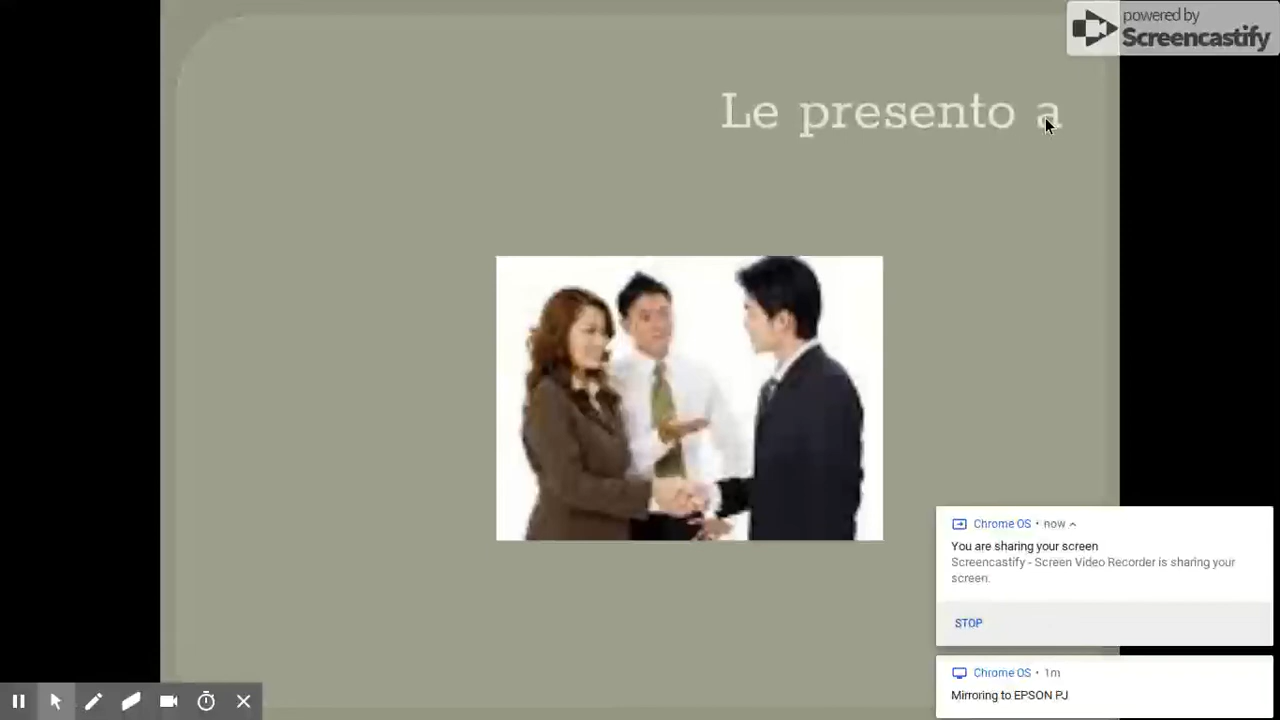 powered by
Screencastify
Le presento a
Chrome OS • now
You are sharing your screen
Screencastify - Screen Video Recorder is sharing your
screen.
STOP
Chrome OS • 1m
Mirroring to EPSON PJ